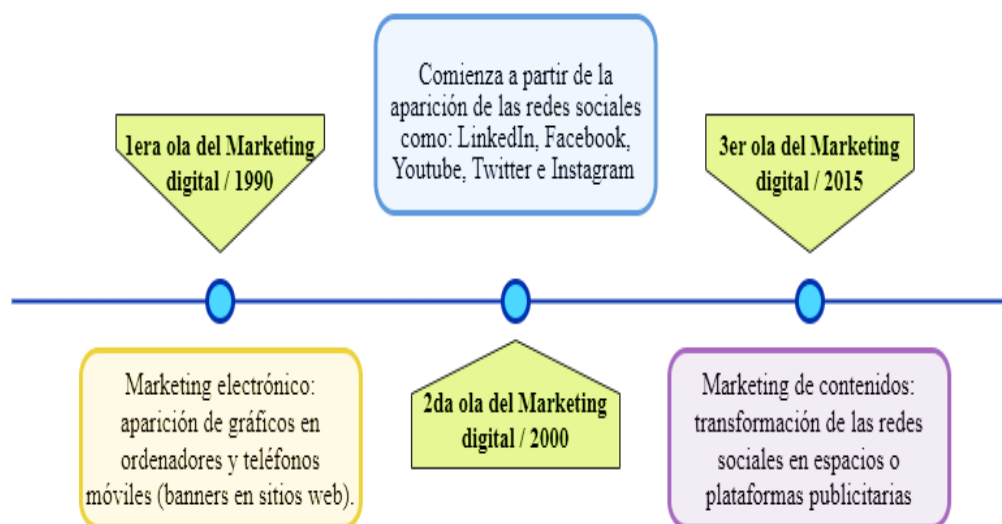 1era ola del Marketing
digital / 1990
Marketing electrónico:
aparición de gráficos en
ordenadores y teléfonos
móviles (banners en sitios web).
Comienza a partir de la
aparición de las redes sociales
como: LinkedIn, Facebook,
Youtube, Twitter e Instagram
2da ola del Marketing
digital / 2000
3er ola del Marketing
digital / 2015
Marketing de contenidos:
transformación de las redes
sociales en espacios o
plataformas publicitarias